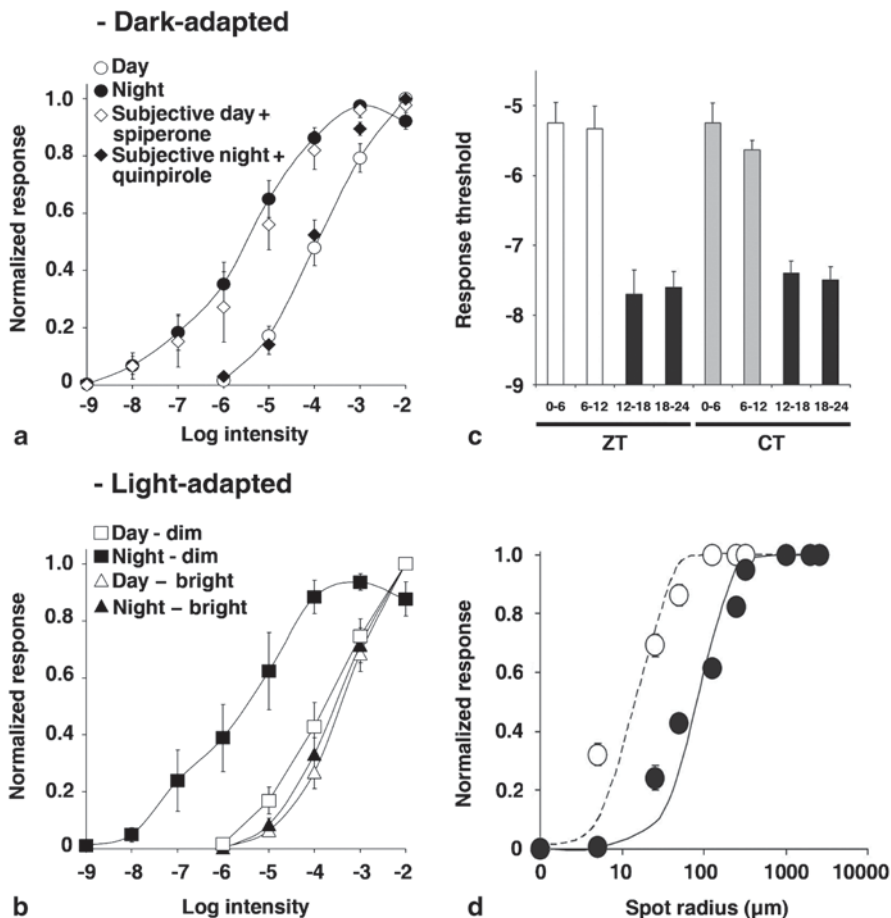 - Dark-adapted
Day
Night
Subjective day +
spiperone
Subjective night +
quinpirole
Normalized response
1.0
0.8
0.6
0.4
0.2
0
-9 -8 -7 -6 -5 -4 -3 -2
Log intensity
a
Response threshold
-5
-6
-7
-8
-9
0-6 6-12 12-18 18-24 0-6 6-12 12-18 18-24
ZT CT
c
- Light-adapted
Day - dim
Night - dim
Day – bright
Night – bright
Normalized response
1.0
0.8
0.6
0.4
0.2
0
-9 -8 -7 -6 -5 -4 -3 -2
Log intensity
b
Normalized response
1.0
0.8
0.6
0.4
0.2
0
0 10 100 1000 10000
Spot radius (µm)
d